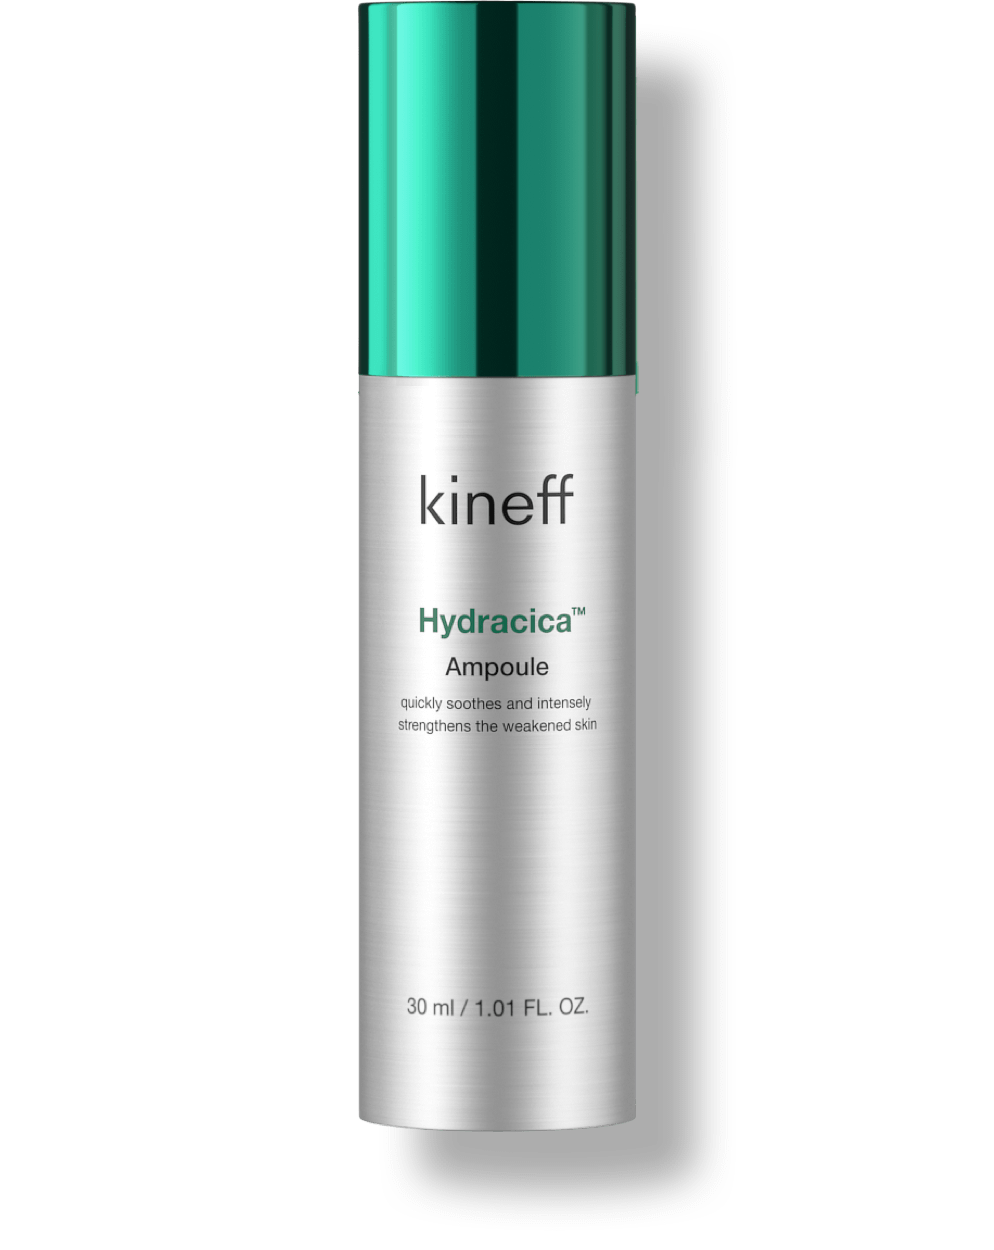 kineff
Hydracica™
Ampoule
quickly soothes and intensely
strengthens the weakened skin
30 ml / 1.01 FL. OZ.